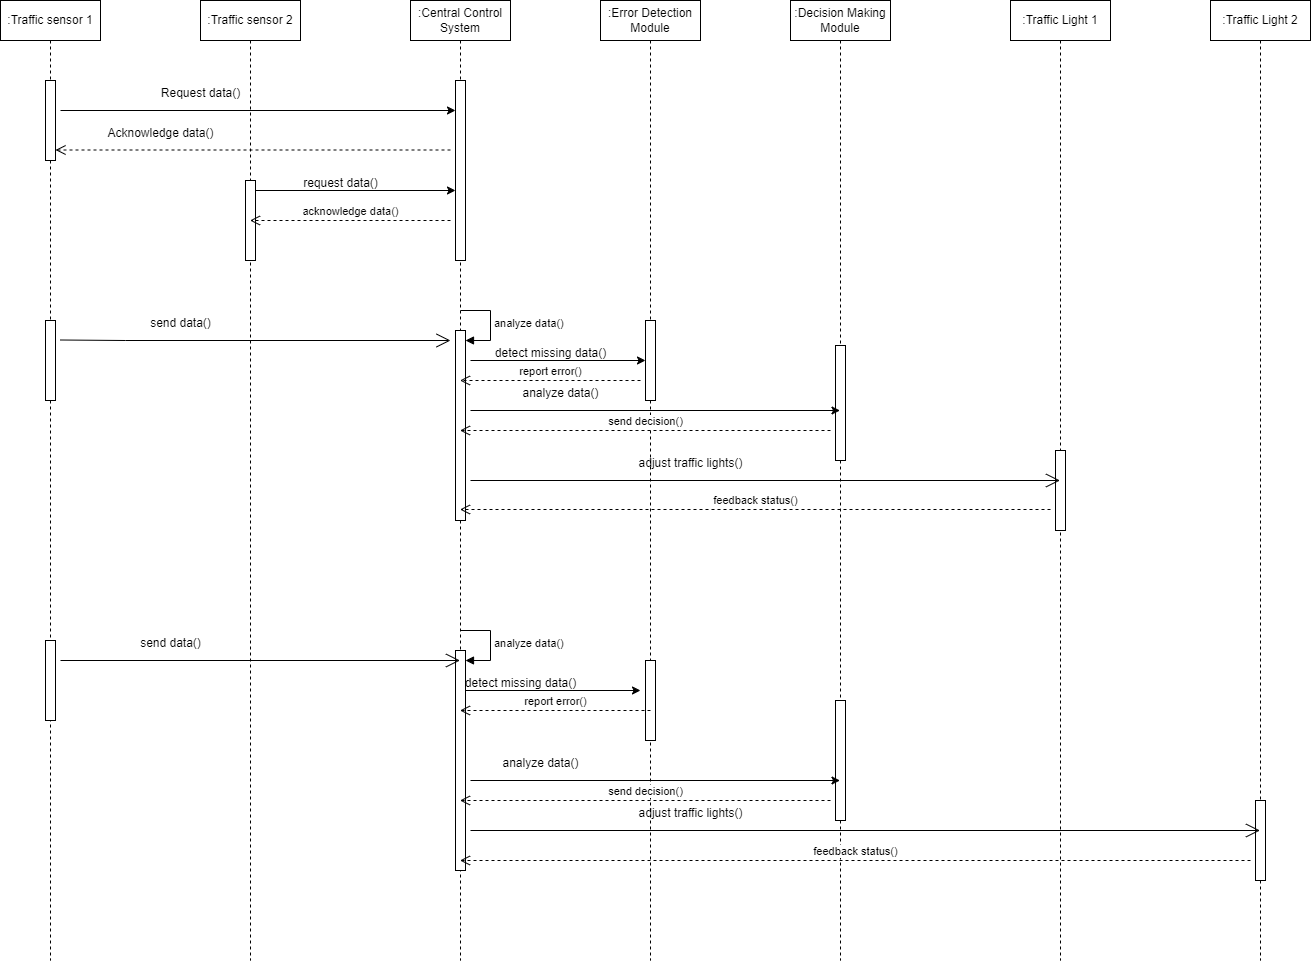 :Traffic sensor 1
:Traffic sensor 2
:Central Control
System
:Error Detection
Module
:Decision Making
Module
:Traffic Light 1
:Traffic Light 2
Request data()
Acknowledge data()
request data()
acknowledge data()
send data()
analyze data()
detect missing data()
report error()
analyze data()
send decision()
adjust traffic lights()
feedback status()
send data()
analyze data()
detect missing data()
report error()
analyze data()
send decision()
adjust traffic lights()
feedback status()